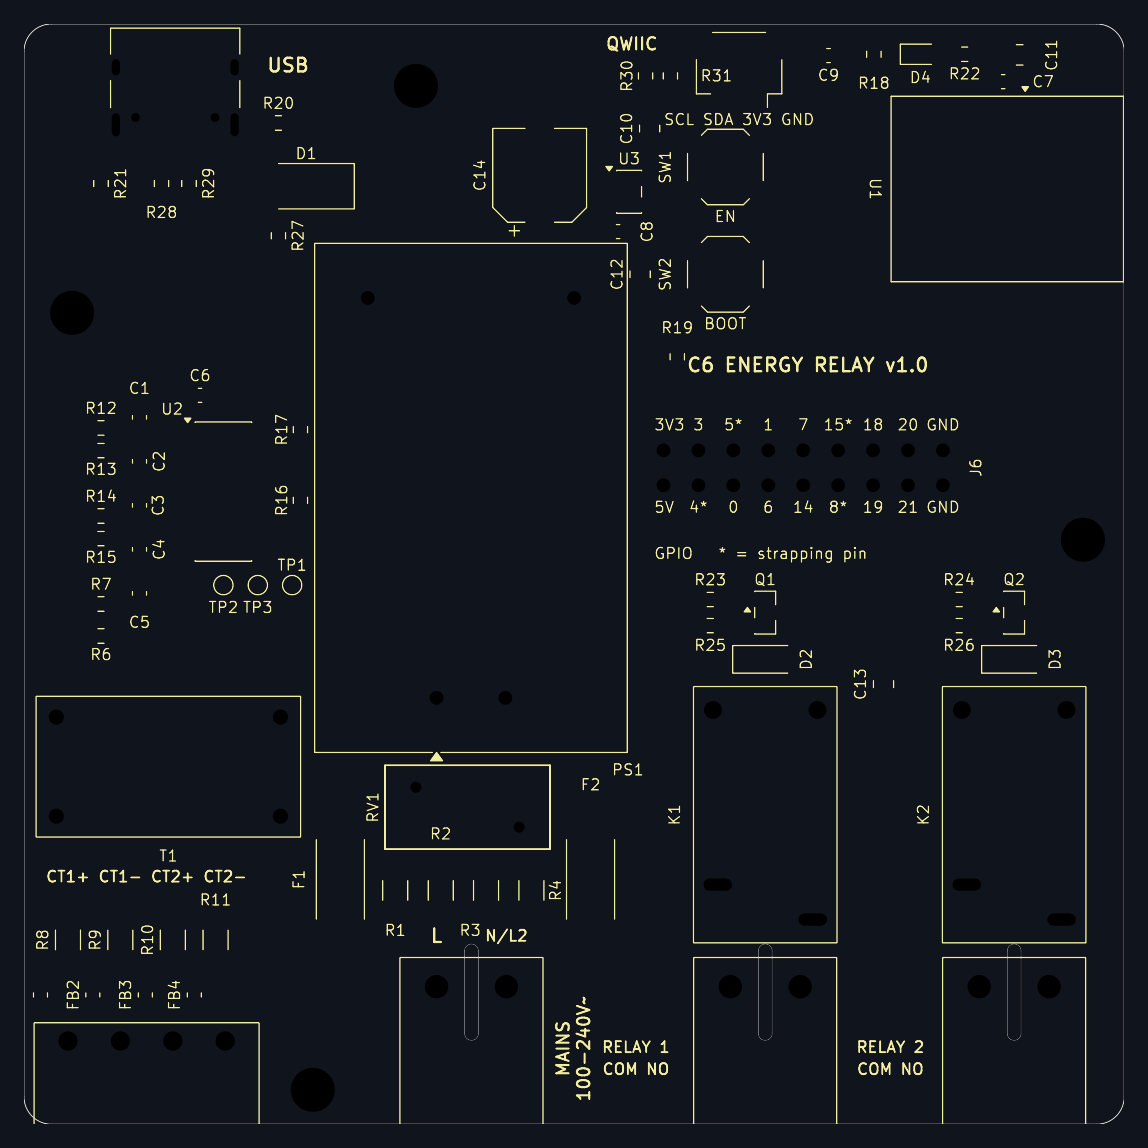 QWIIC
USB
R30
R31
C9
R18
D4
R22
C11
C7
R20
SCL SDA 3V3 GND
C10
D1
U3
SW1
C14
R21
R29
R28
U1
EN
R27
+
C8
C12
SW2
BOOT
R19
C6 ENERGY RELAY v1.0
C6
C1
R12
U2
R17
3V3 3 5* 1 7 15* 18 20 GND
C2
R13
J6
R14
C3
R16
5V 4* 0 6 14 8* 19 21 GND
C4
R15
GPIO * = strapping pin
TP1
R7
R23
Q1
R24
Q2
TP2
TP3
C5
R6
R25
D2
R26
D3
C13
PS1
F2
RV1
R2
K1
K2
T1
CT1+ CT1- CT2+ CT2-
F1
R4
R11
R8
R9
R10
R1
L
R3
N/L2
FB2
FB3
FB4
MAINS
100-240V~
RELAY 1
COM NO
RELAY 2
COM NO